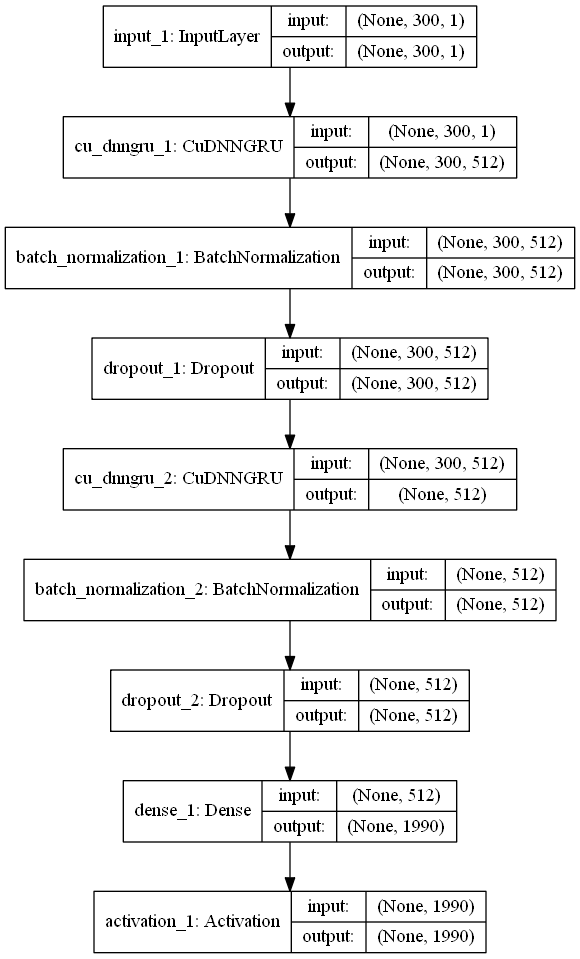 input_1: InputLayer
input: (None, 300, 1)
output: (None, 300, 1)
cu_dnngru_1: CuDNNGRU
input: (None, 300, 1)
output: (None, 300, 512)
batch_normalization_1: BatchNormalization
input: (None, 300, 512)
output: (None, 300, 512)
dropout_1: Dropout
input: (None, 300, 512)
output: (None, 300, 512)
cu_dnngru_2: CuDNNGRU
input: (None, 300, 512)
output: (None, 512)
batch_normalization_2: BatchNormalization
input: (None, 512)
output: (None, 512)
dropout_2: Dropout
input: (None, 512)
output: (None, 512)
dense_1: Dense
input: (None, 512)
output: (None, 1990)
activation_1: Activation
input: (None, 1990)
output: (None, 1990)